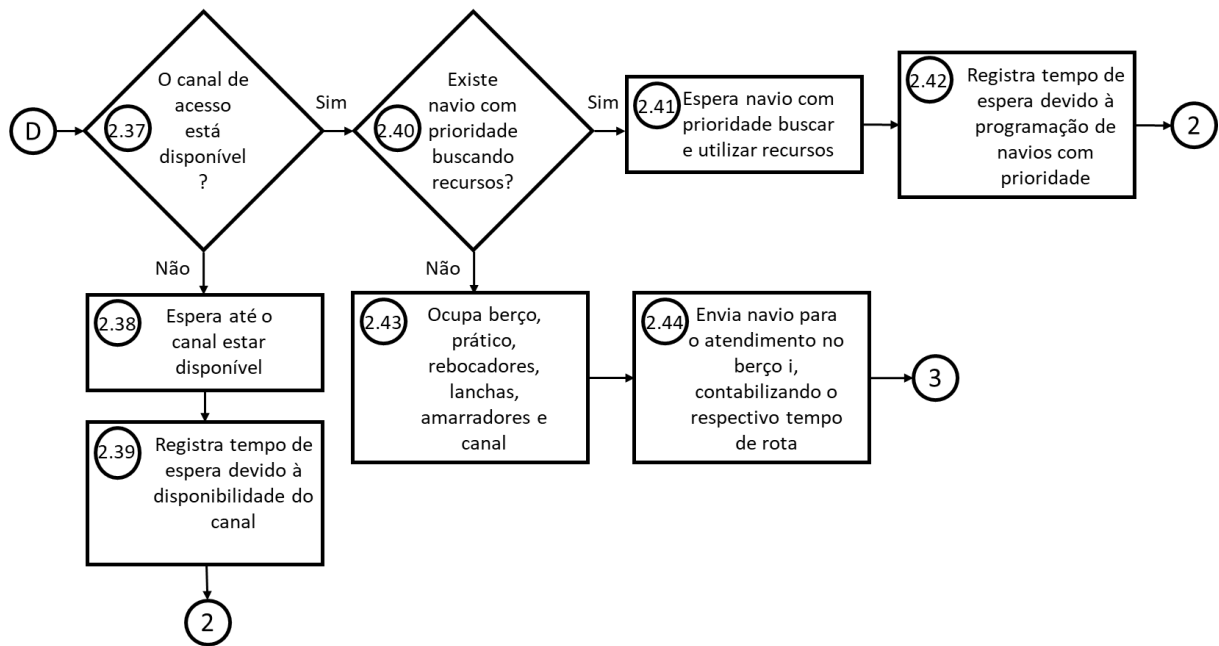 D
2.37
O canal de
acesso
está
disponível
?
Sim
2.40
Existe
navio com
prioridade
buscando
recursos?
Sim
2.41
Espera navio com
prioridade buscar
e utilizar recursos
2.42
Registra tempo de
espera devido à
programação de
navios com
prioridade
2
Não
2.38
Espera até o
canal estar
disponível
2.39
Registra tempo de
espera devido à
disponibilidade do
canal
2
Não
2.43
Ocupa berço,
prático,
rebocadores,
lanchas,
amarradores e
canal
2.44
Envia navio para
o atendimento no
berço i,
contabilizando o
respectivo tempo
de rota
3